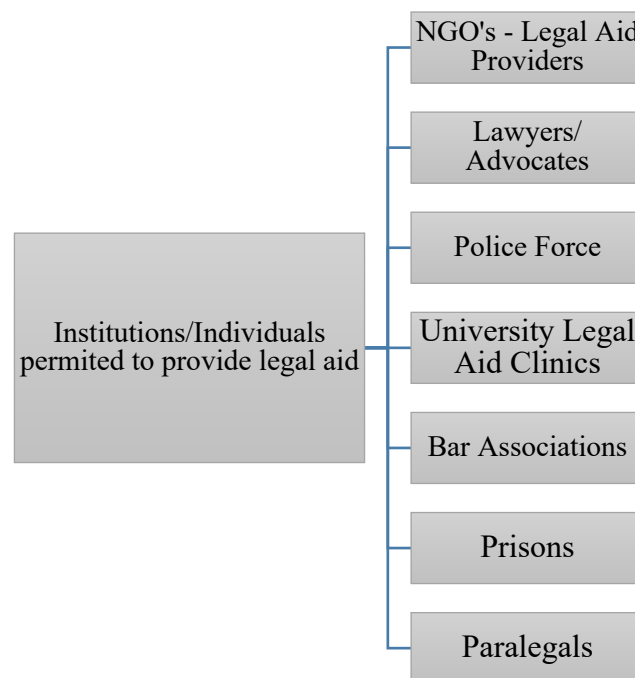 NGO's - Legal Aid
Providers
Lawyers/
Advocates
Police Force
Institutions/Individuals
permited to provide legal aid
University Legal
Aid Clinics
Bar Associations
Prisons
Paralegals